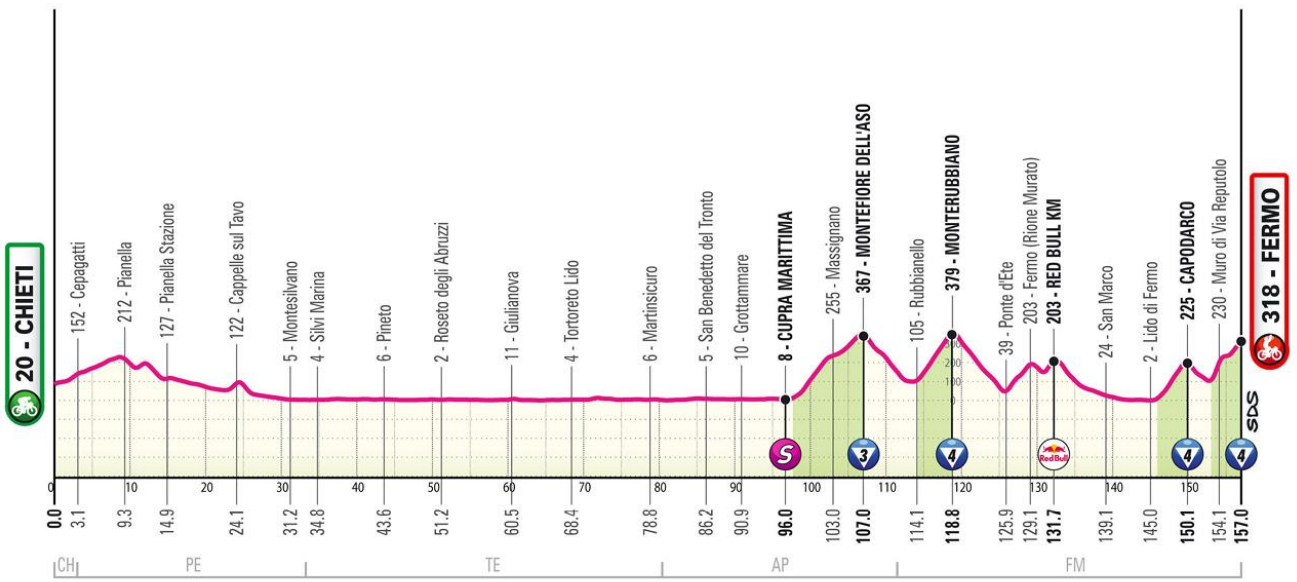 20 - CHIETI
152 - Cepagatti
212 - Pianella
127 - Pianella Stazione
122 - Cappelle sul Tavo
5 - Montesilvano
4 - Silvi Marina
6 - Pineto
2 - Roseto degli Abruzzi
11 - Giulianova
4 - Tortoreto Lido
6 - Martinsicuro
5 - San Benedetto del Tronto
10 - Grottammare
8 - CUPRA MARITTIMA
255 - Massignano
367 - MONTEFIORE DELL'ASO
105 - Rubbianello
379 - MONTERUBBIANO
39 - Ponte d'Ete
203 - Fermo (Rione Murato)
203 - RED BULL KM
24 - San Marco
2 - Lido di Fermo
225 - CAPODARCO
230 - Muro di Via Reputolo
318 - FERMO
300
200
100
0
SDS
S
3
4
Red Bull
4
4
0 10 20 30 40 50 60 70 80 90 100 110 120 130 140 150
0.0 3.1 9.3 14.9 24.1 31.2 34.8 43.6 51.2 60.5 68.4 78.8 86.2 90.9 96.0 103.0 107.0 114.1 118.8 125.9 129.1 131.7 139.1 145.0 150.1 154.1 157.0
CH PE TE AP FM